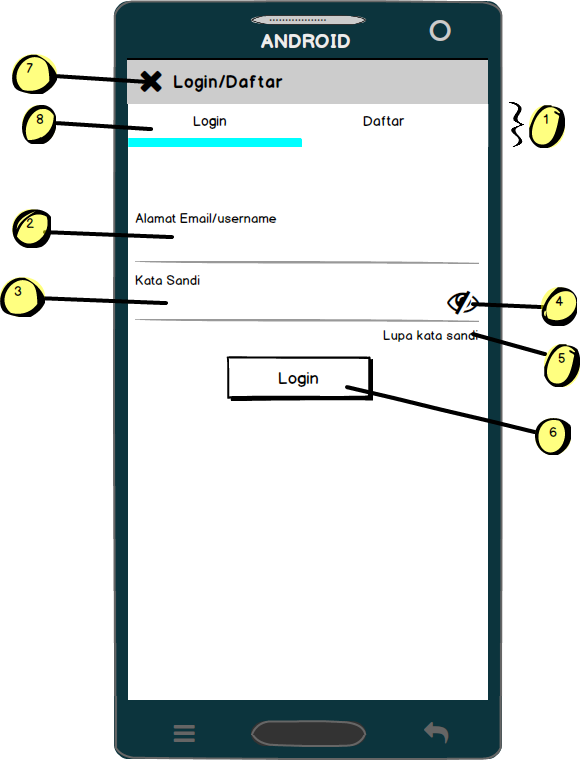 ANDROID
7
Login/Daftar
8
Login
Daftar
1
2
Alamat Email/username
3
Kata Sandi
4
Lupa kata sandi
5
Login
6